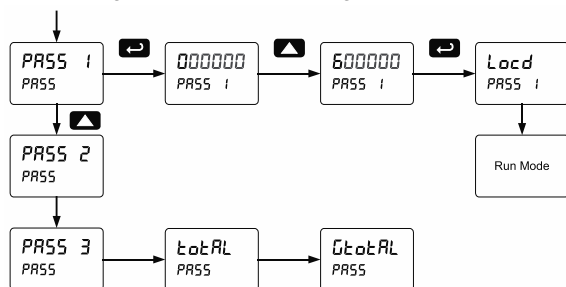 PASS 1
PASS
000000
PASS 1
600000
PASS 1
Locd
PASS 1
PASS 2
PASS
Run Mode
PASS 3
PASS
totAL
PASS
GtotAL
PASS